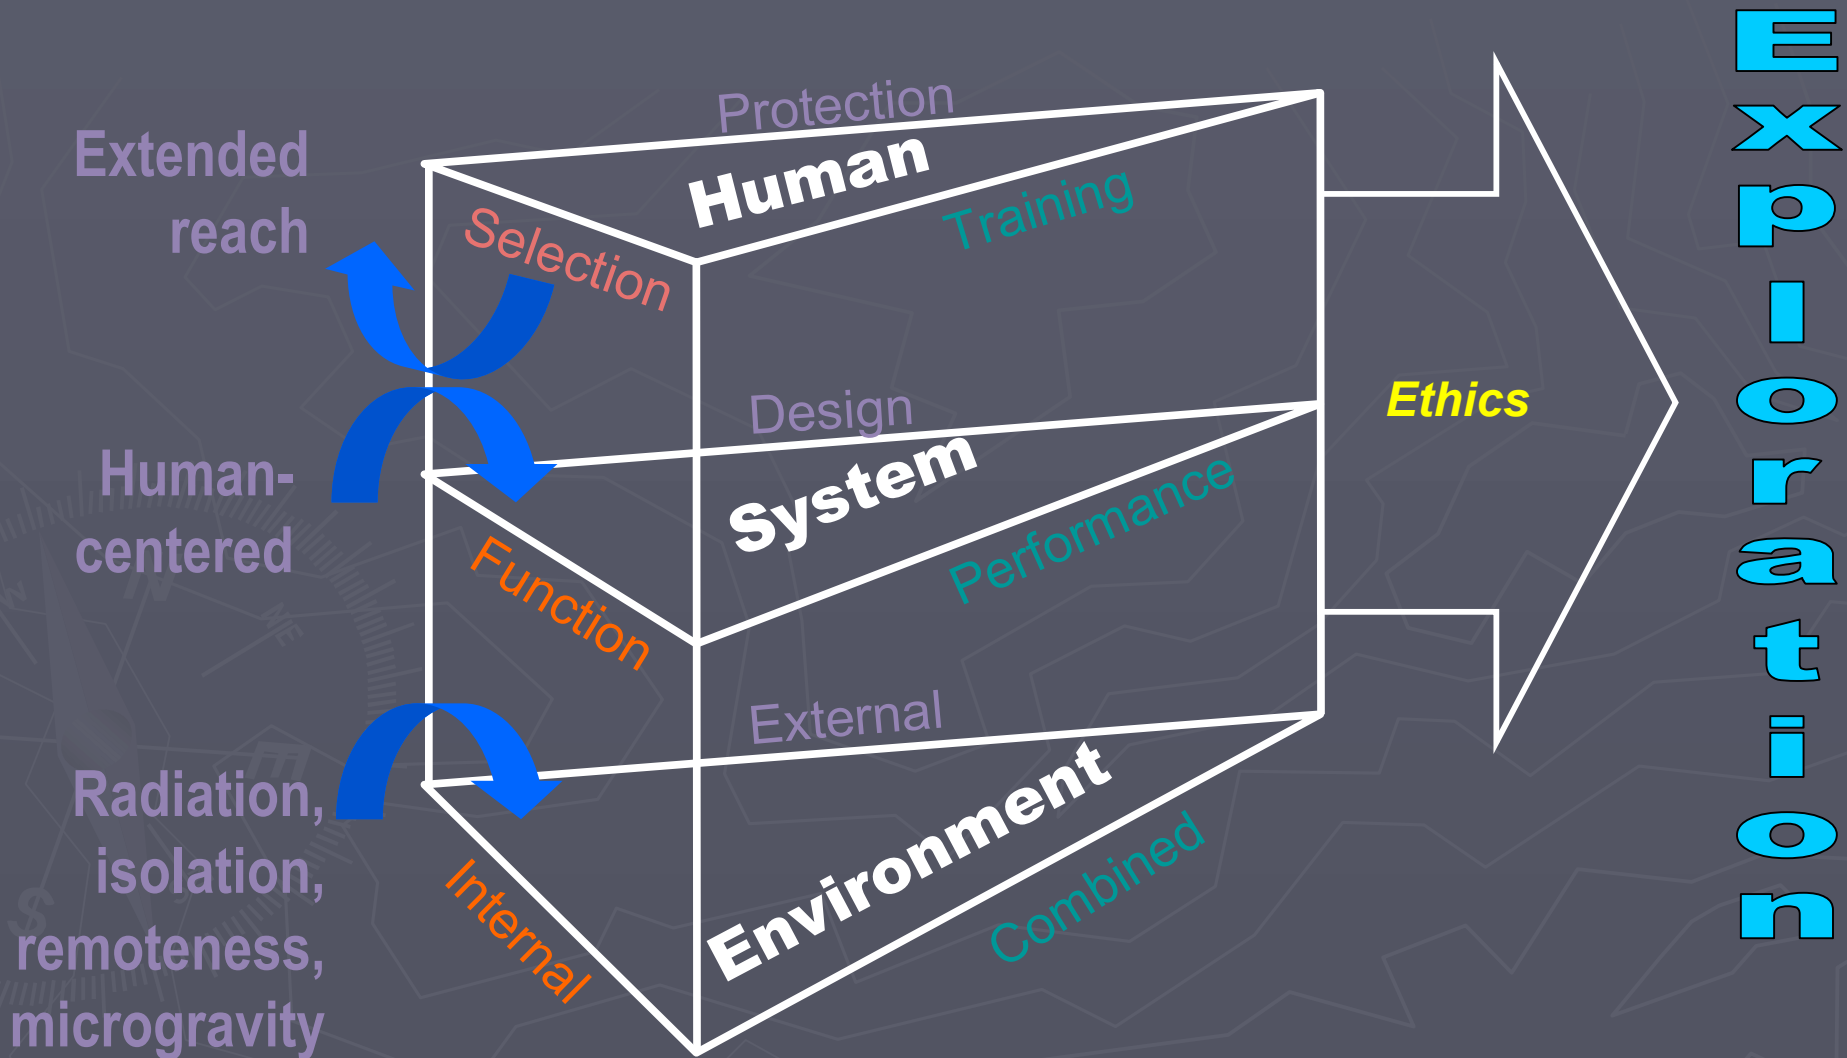 Protection
Extended
reach
Human
Selection
Training
Design
Human-
centered
System
Function
Performance
External
Radiation,
isolation,
remoteness,
microgravity
Internal
Environment
Combined
Ethics
Exploration
N
NE
E
S
W